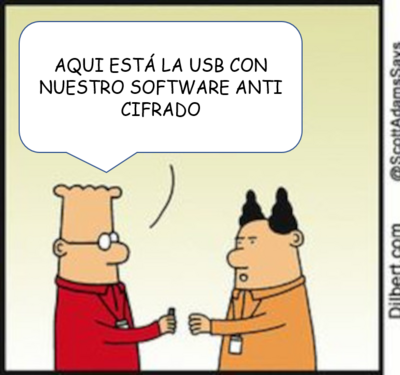 AQUI ESTÁ LA USB CON
NUESTRO SOFTWARE ANTI
CIFRADO
@ScottAdamsSays
Dilbert.com